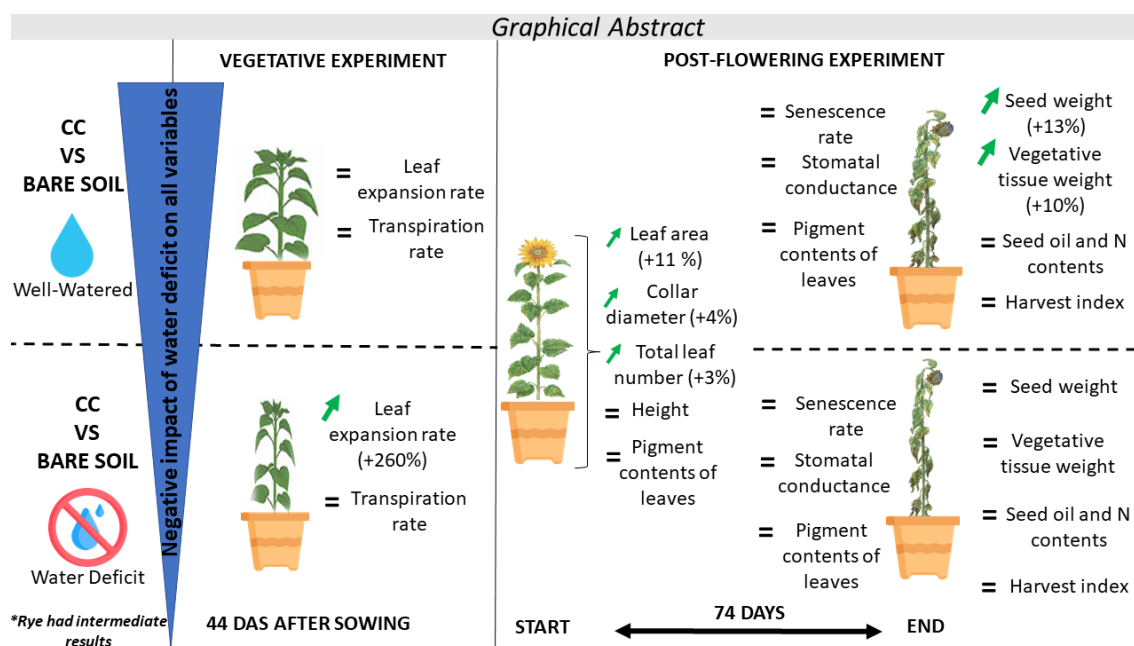 Graphical Abstract
VEGETATIVE EXPERIMENT
POST-FLOWERING EXPERIMENT
Negative impact of water deficit on all variables
CC
VS
BARE SOIL
Well-Watered
= Leaf
expansion rate
= Transpiration
rate
CC
VS
BARE SOIL
Water Deficit
Leaf
expansion rate
(+260%)
= Transpiration
rate
*Rye had intermediate
results
44 DAS AFTER SOWING
Leaf area
(+11 %)
Collar
diameter (+4%)
Total leaf
number (+3%)
= Height
= Pigment
contents of
leaves
= Senescence
rate
= Stomatal
conductance
= Pigment
contents of
leaves
Seed weight
(+13%)
Vegetative
tissue weight
(+10%)
= Seed oil and N
contents
= Harvest index
= Senescence
rate
= Stomatal
conductance
= Pigment
contents of
leaves
= Seed weight
= Vegetative
tissue weight
= Seed oil and N
contents
= Harvest index
START
74 DAYS
END